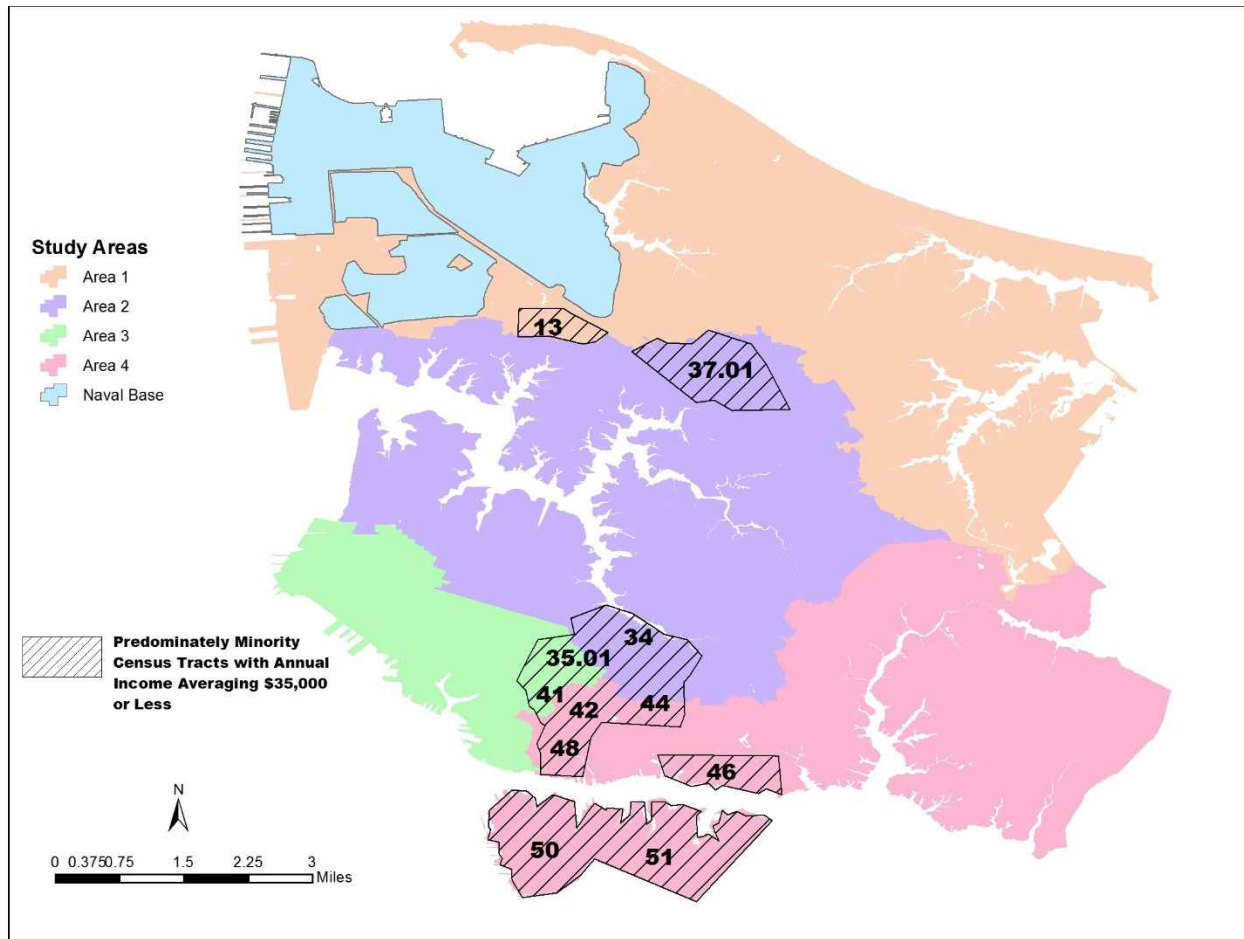 13
37.01
Study Areas
Area 1
Area 2
Area 3
Area 4
Naval Base
Predominately Minority
Census Tracts with Annual
Income Averaging $35,000
or Less
34
35.01
41
42
44
48
46
50
51
N
0 0.375 0.75 1.5 2.25 3
Miles